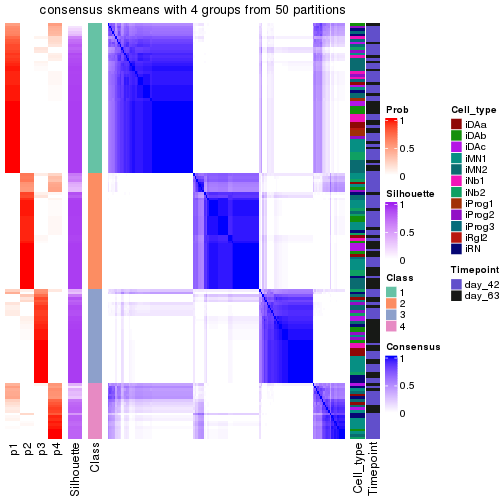 consensus skmeans with 4 groups from 50 partitions
p1
p2
p3
p4
Silhouette
Class
Cell_type
Timepoint
Prob
1
0.5
0
Silhouette
1
0.5
0
Class
1
2
3
4
Consensus
1
0.5
0
Cell_type
iDAa
iDAb
iDAc
iMN1
iMN2
iNb1
iNb2
iProg1
iProg2
iProg3
iRgl2
iRN
Timepoint
day_42
day_63